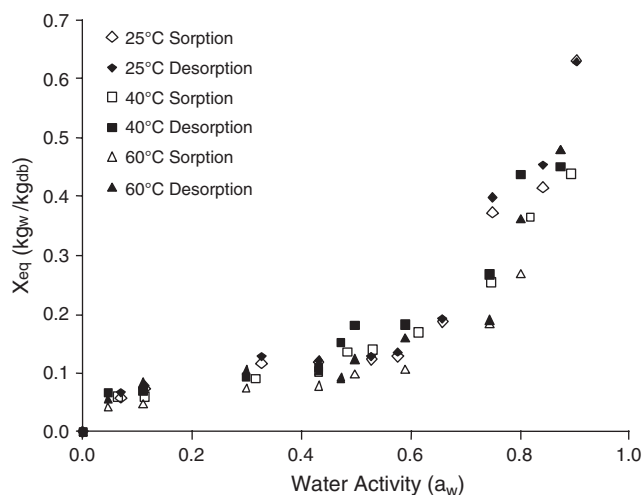 0.7
0.6
0.5
0.4
0.3
0.2
0.1
0.0
Xeq (kgw/kgdb)
25°C Sorption
25°C Desorption
40°C Sorption
40°C Desorption
60°C Sorption
60°C Desorption
0.0 0.2 0.4 0.6 0.8 1.0
Water Activity (aw)